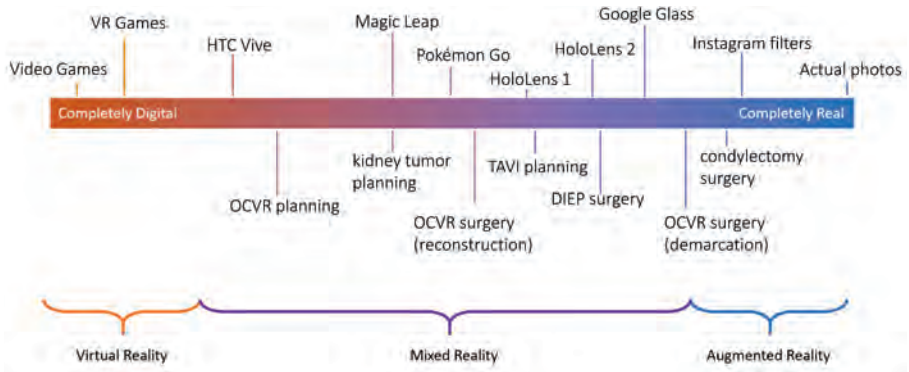 VR Games
Video Games
HTC Vive
Magic Leap
Pokémon Go
HoloLens 1
HoloLens 2
Google Glass
Instagram filters
Actual photos
Completely Digital
Completely Real
OCVR planning
kidney tumor
planning
OCVR surgery
(reconstruction)
TAVI planning
DIEP surgery
OCVR surgery
(demarcation)
condylectomy
surgery
Virtual Reality
Mixed Reality
Augmented Reality